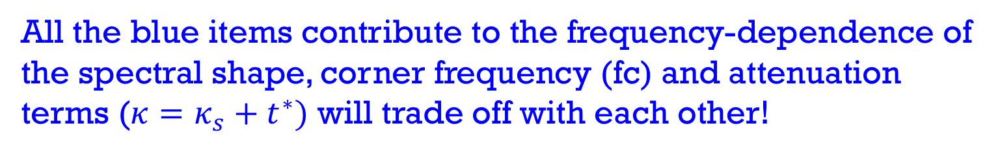 All the blue items contribute to the frequency-dependence of
the spectral shape, corner frequency (fc) and attenuation
terms (κ = κₛ + t*) will trade off with each other!